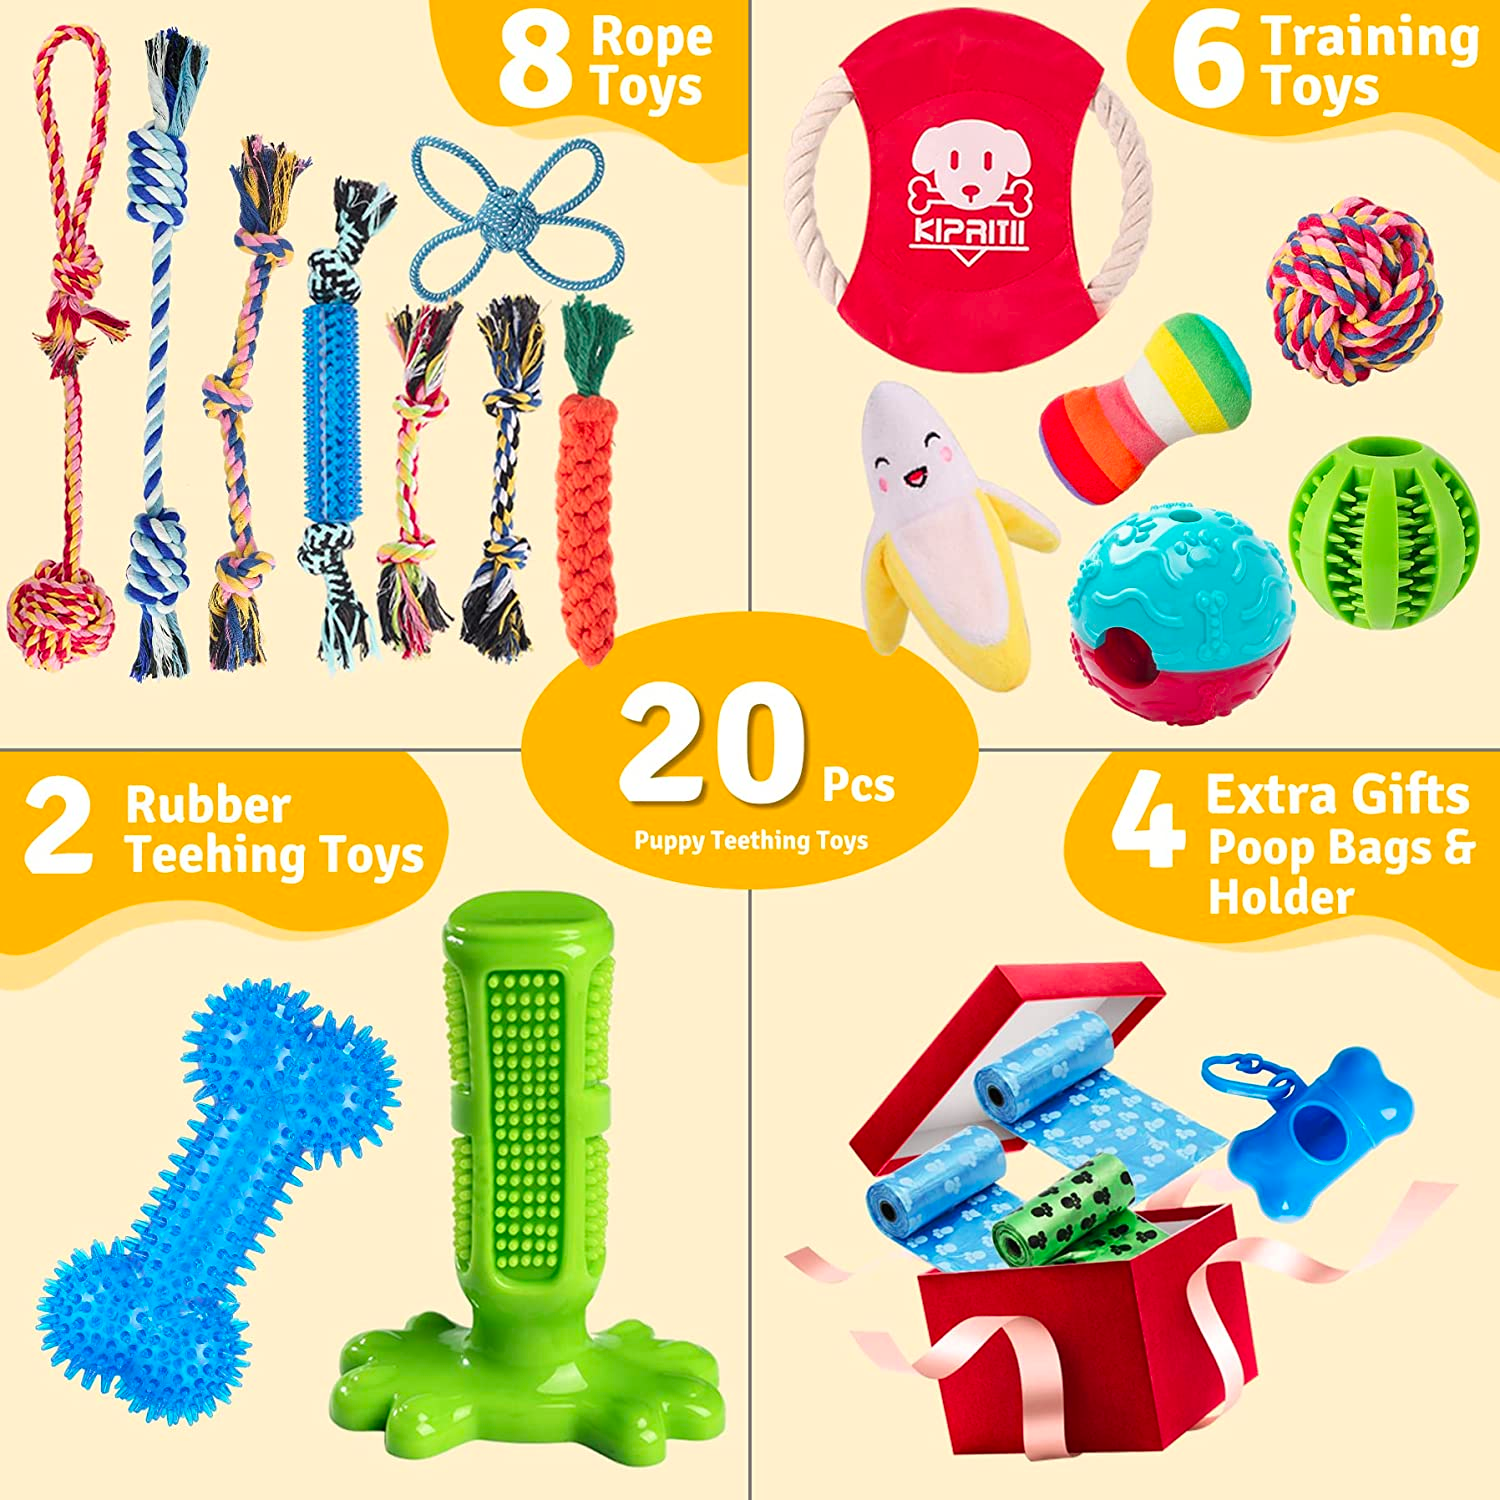 8 Rope
Toys
6 Training
Toys
KIPRITII
20 Pcs
Puppy Teething Toys
2 Rubber
Teehing Toys
4 Extra Gifts
Poop Bags &
Holder